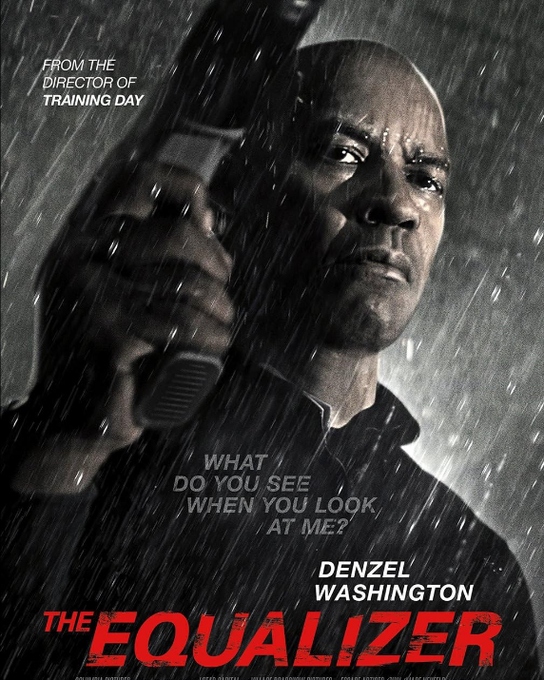 FROM THE
DIRECTOR OF
TRAINING DAY
WHAT
DO YOU SEE
WHEN YOU LOOK
AT ME?
DENZEL
WASHINGTON
THE EQUALIZER